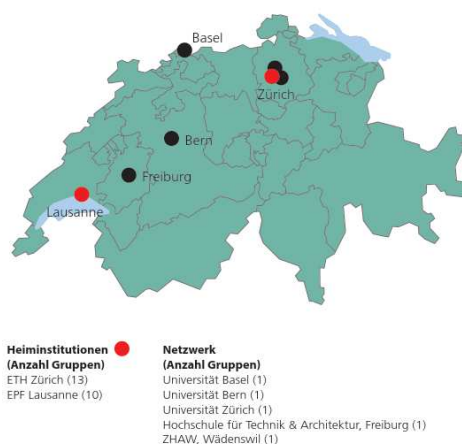 Basel
Zürich
Bern
Freiburg
Lausanne
Heiminstitutionen
(Anzahl Gruppen)
ETH Zürich (13)
EPF Lausanne (10)
Netzwerk
(Anzahl Gruppen)
Universität Basel (1)
Universität Bern (1)
Universität Zürich (1)
Hochschule für Technik & Architektur, Freiburg (1)
ZHAW, Wädenswil (1)